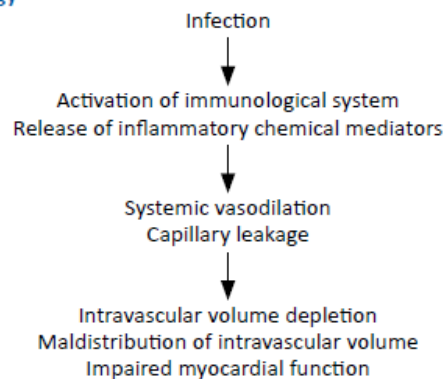 Infection
Activation of immunological system
Release of inflammatory chemical mediators
Systemic vasodilation
Capillary leakage
Intravascular volume depletion
Maldistribution of intravascular volume
Impaired myocardial function